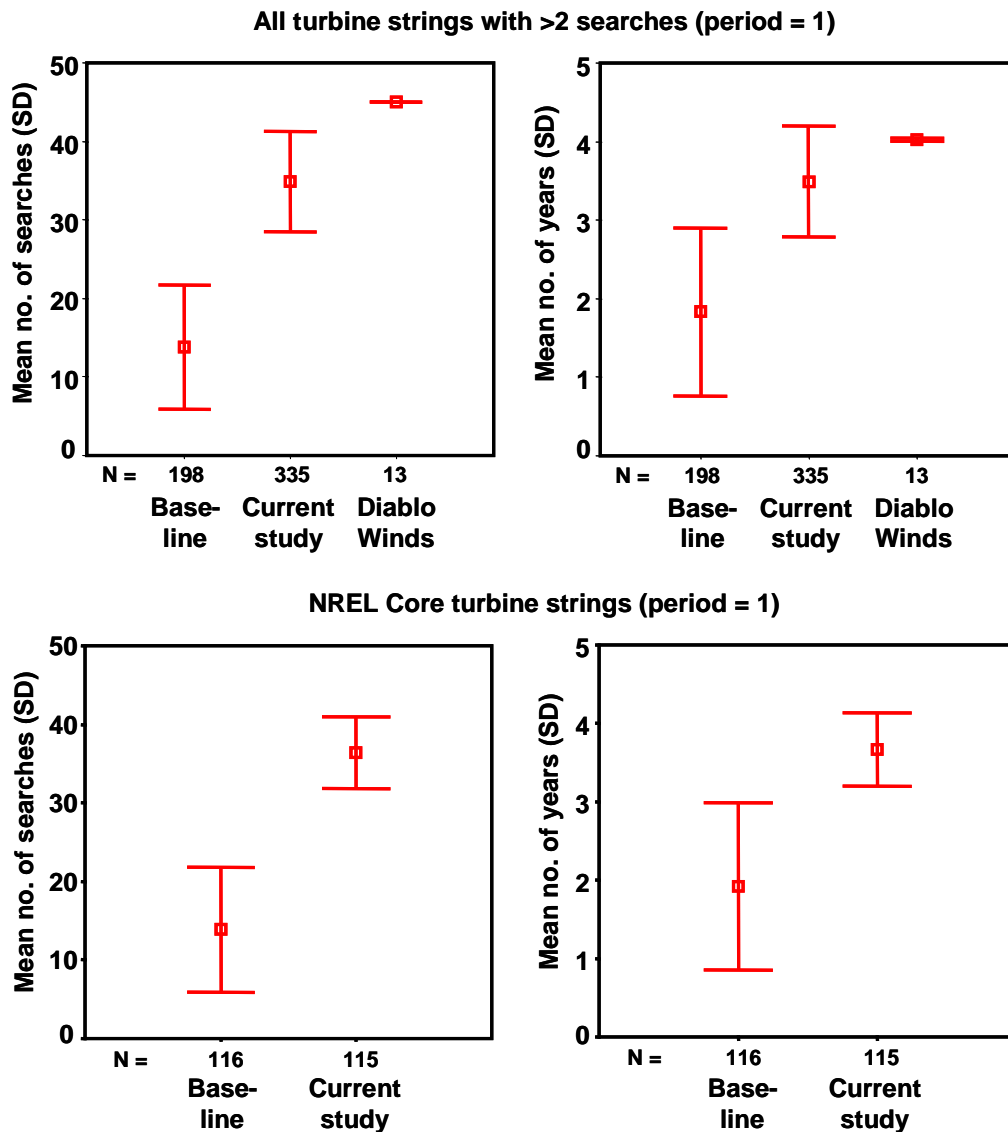 All turbine strings with >2 searches (period = 1)
Mean no. of searches (SD)
50
40
30
20
10
0
N = 198 335 13
Base- Current Diablo
line study Winds
Mean no. of years (SD)
5
4
3
2
1
0
N = 198 335 13
Base- Current Diablo
line study Winds
NREL Core turbine strings (period = 1)
Mean no. of searches (SD)
50
40
30
20
10
0
N = 116 115
Base- Current
line study
Mean no. of years (SD)
5
4
3
2
1
0
N = 116 115
Base- Current
line study